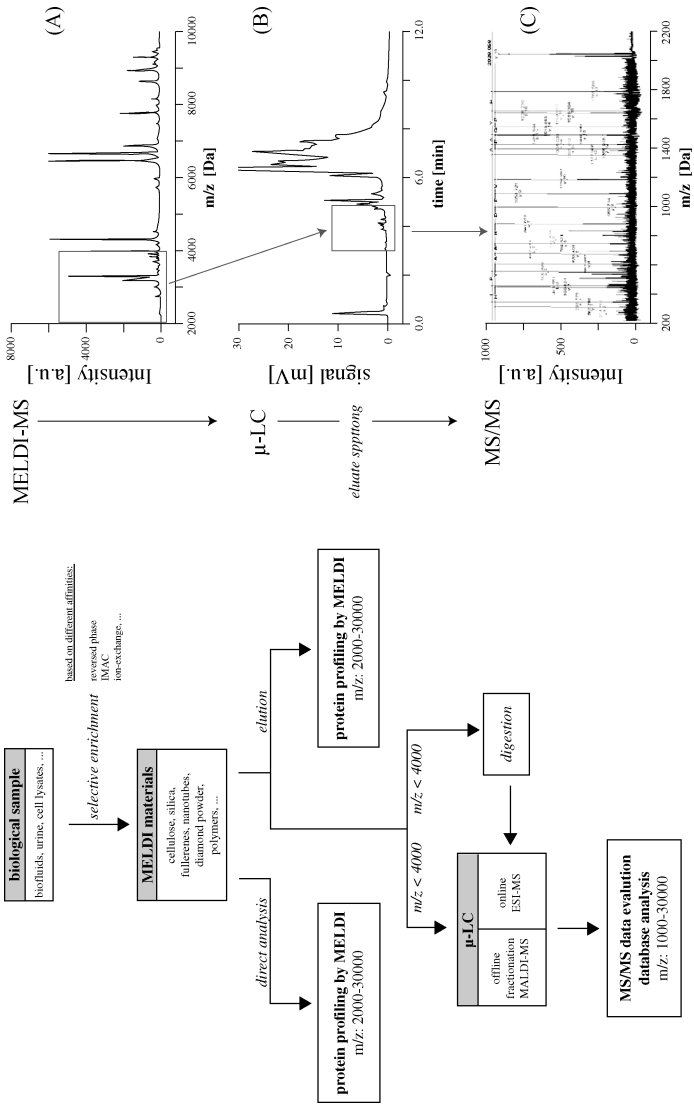 biological sample
biofluids, urine, cell lysates, ...
selective enrichment
based on different affinities:
reversed phase
IMAC
ion-exchange, ...
MELDI materials
cellulose, silica,
fullerenes, nanotubes,
diamond powder,
polymers, ...
direct analysis
elution
protein profiling by MELDI
m/z: 2000-30000
protein profiling by MELDI
m/z: 2000-30000
m/z < 4000
m/z < 4000
digestion
μ-LC
offline
fractionation
MALDI-MS
online
ESI-MS
MS/MS data evalution
database analysis
m/z: 1000-30000
MELDI-MS
μ-LC
eluate sppttong
MS/MS
(A)
Intensity [a.u.]
8000
4000
0
2000
4000
6000
8000
10000
m/z [Da]
(B)
signal [mV]
30
20
10
0
0.0
6.0
12.0
time [min]
(C)
Intensity [a.u.]
1000
500
0
200
600
1000
1400
1800
2200
m/z [Da]